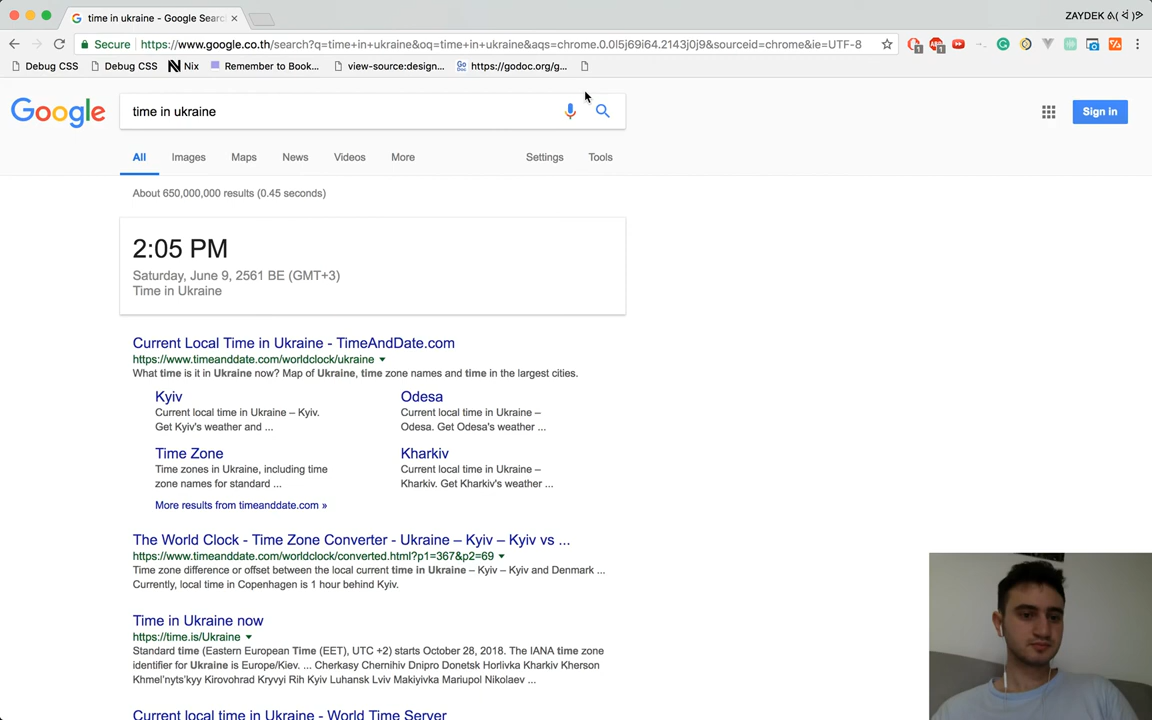 time in ukraine - Google Searc
ZAYDEK
Secure
https://www.google.co.th/search?q=time+in+ukraine&oq=time+in+ukraine&aqs=chrome.0.0l5j69i64.2143j0j9&sourceid=chrome&ie=UTF-8
Debug CSS
Debug CSS
Nix
Remember to Book...
view-source:design...
https://godoc.org/g...
Google
time in ukraine
Sign in
All
Images
Maps
News
Videos
More
Settings
Tools
About 650,000,000 results (0.45 seconds)
2:05 PM
Saturday, June 9, 2561 BE (GMT+3)
Time in Ukraine
Current Local Time in Ukraine - TimeAndDate.com
https://www.timeanddate.com/worldclock/ukraine
What time is it in Ukraine now? Map of Ukraine, time zone names and time in the largest cities.
Kyiv
Current local time in Ukraine – Kyiv.
Get Kyiv's weather and ...
Odesa
Current local time in Ukraine –
Odesa. Get Odesa's weather ...
Time Zone
Time zones in Ukraine, including time
zone names for standard ...
Kharkiv
Current local time in Ukraine –
Kharkiv. Get Kharkiv's weather ...
More results from timeanddate.com »
The World Clock - Time Zone Converter - Ukraine – Kyiv – Kyiv vs ...
https://www.timeanddate.com/worldclock/converted.html?p1=367&p2=69
Time difference or offset between the local current time in Ukraine – Kyiv – Kyiv and Denmark ...
Currently, local time in Copenhagen is 1 hour behind Kyiv.
Time in Ukraine now
https://time.is/Ukraine
Standard time (Eastern European Time (EET), UTC +2) starts October 28, 2018. The IANA time zone
identifier for Ukraine is Europe/Kiev. ... Cherkasy Chernihiv Dnipro Donetsk Horlivka Kharkiv Kherson
Khmel'nyts'kyy Kirovohrad Kryvyi Rih Kyiv Luhansk Lviv Makiyivka Mariupol Nikolaev ...
Current local time in Ukraine - World Time Server